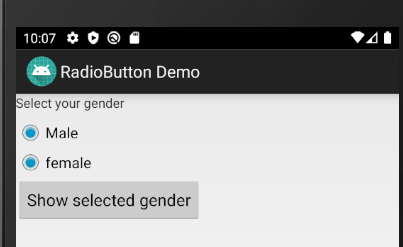 10:07
RadioButton Demo
Select your gender
Male
female
Show selected gender